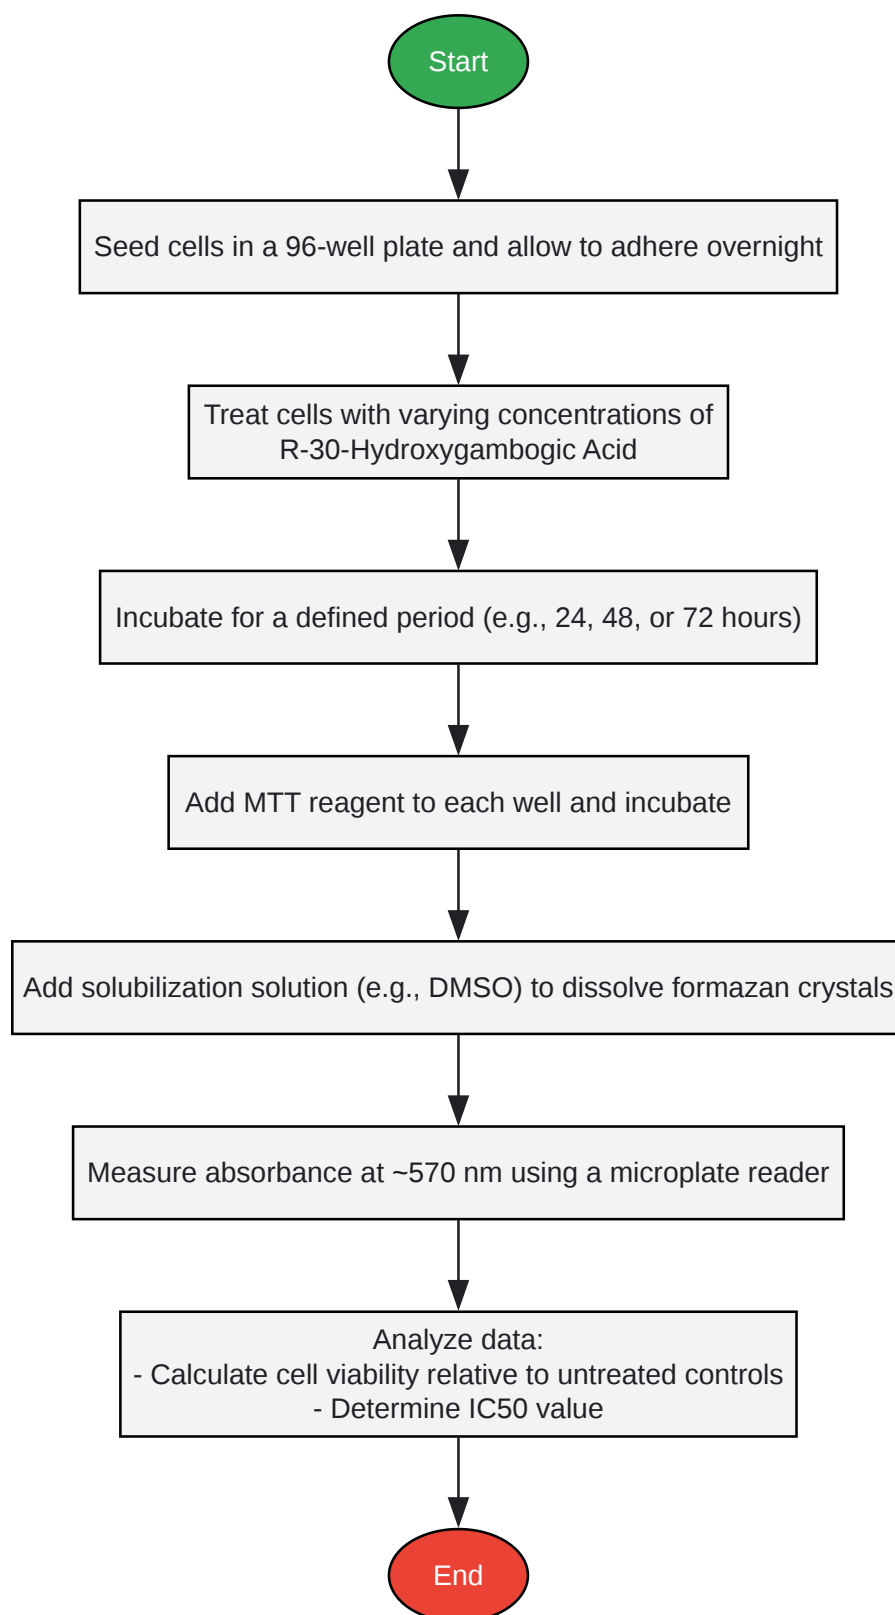 Start
Seed cells in a 96-well plate and allow to adhere overnight
Treat cells with varying concentrations of
R-30-Hydroxygambogic Acid
Incubate for a defined period (e.g., 24, 48, or 72 hours)
Add MTT reagent to each well and incubate
Add solubilization solution (e.g., DMSO) to dissolve formazan crystals
Measure absorbance at ~570 nm using a microplate reader
Analyze data:
- Calculate cell viability relative to untreated controls
- Determine IC50 value
End